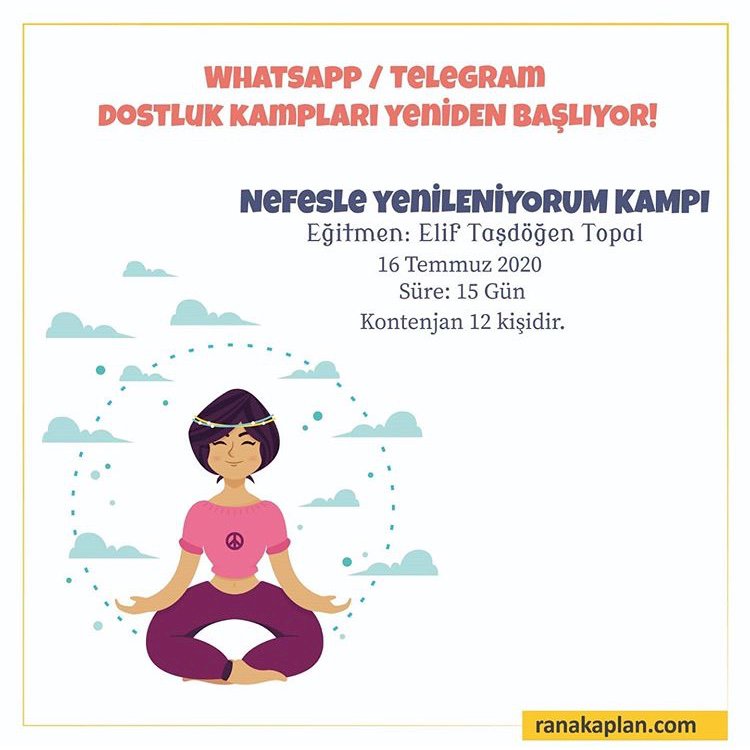 WHATSAPP / TELEGRAM
DOSTLUK KAMPLARI YENİDEN BAŞLIYOR!
NEFESLE YENİLENİYORUM KAMPI
Eğitmen: Elif Taşdöğen Topal
16 Temmuz 2020
Süre: 15 Gün
Kontenjan 12 kişidir.
ranakaplan.com